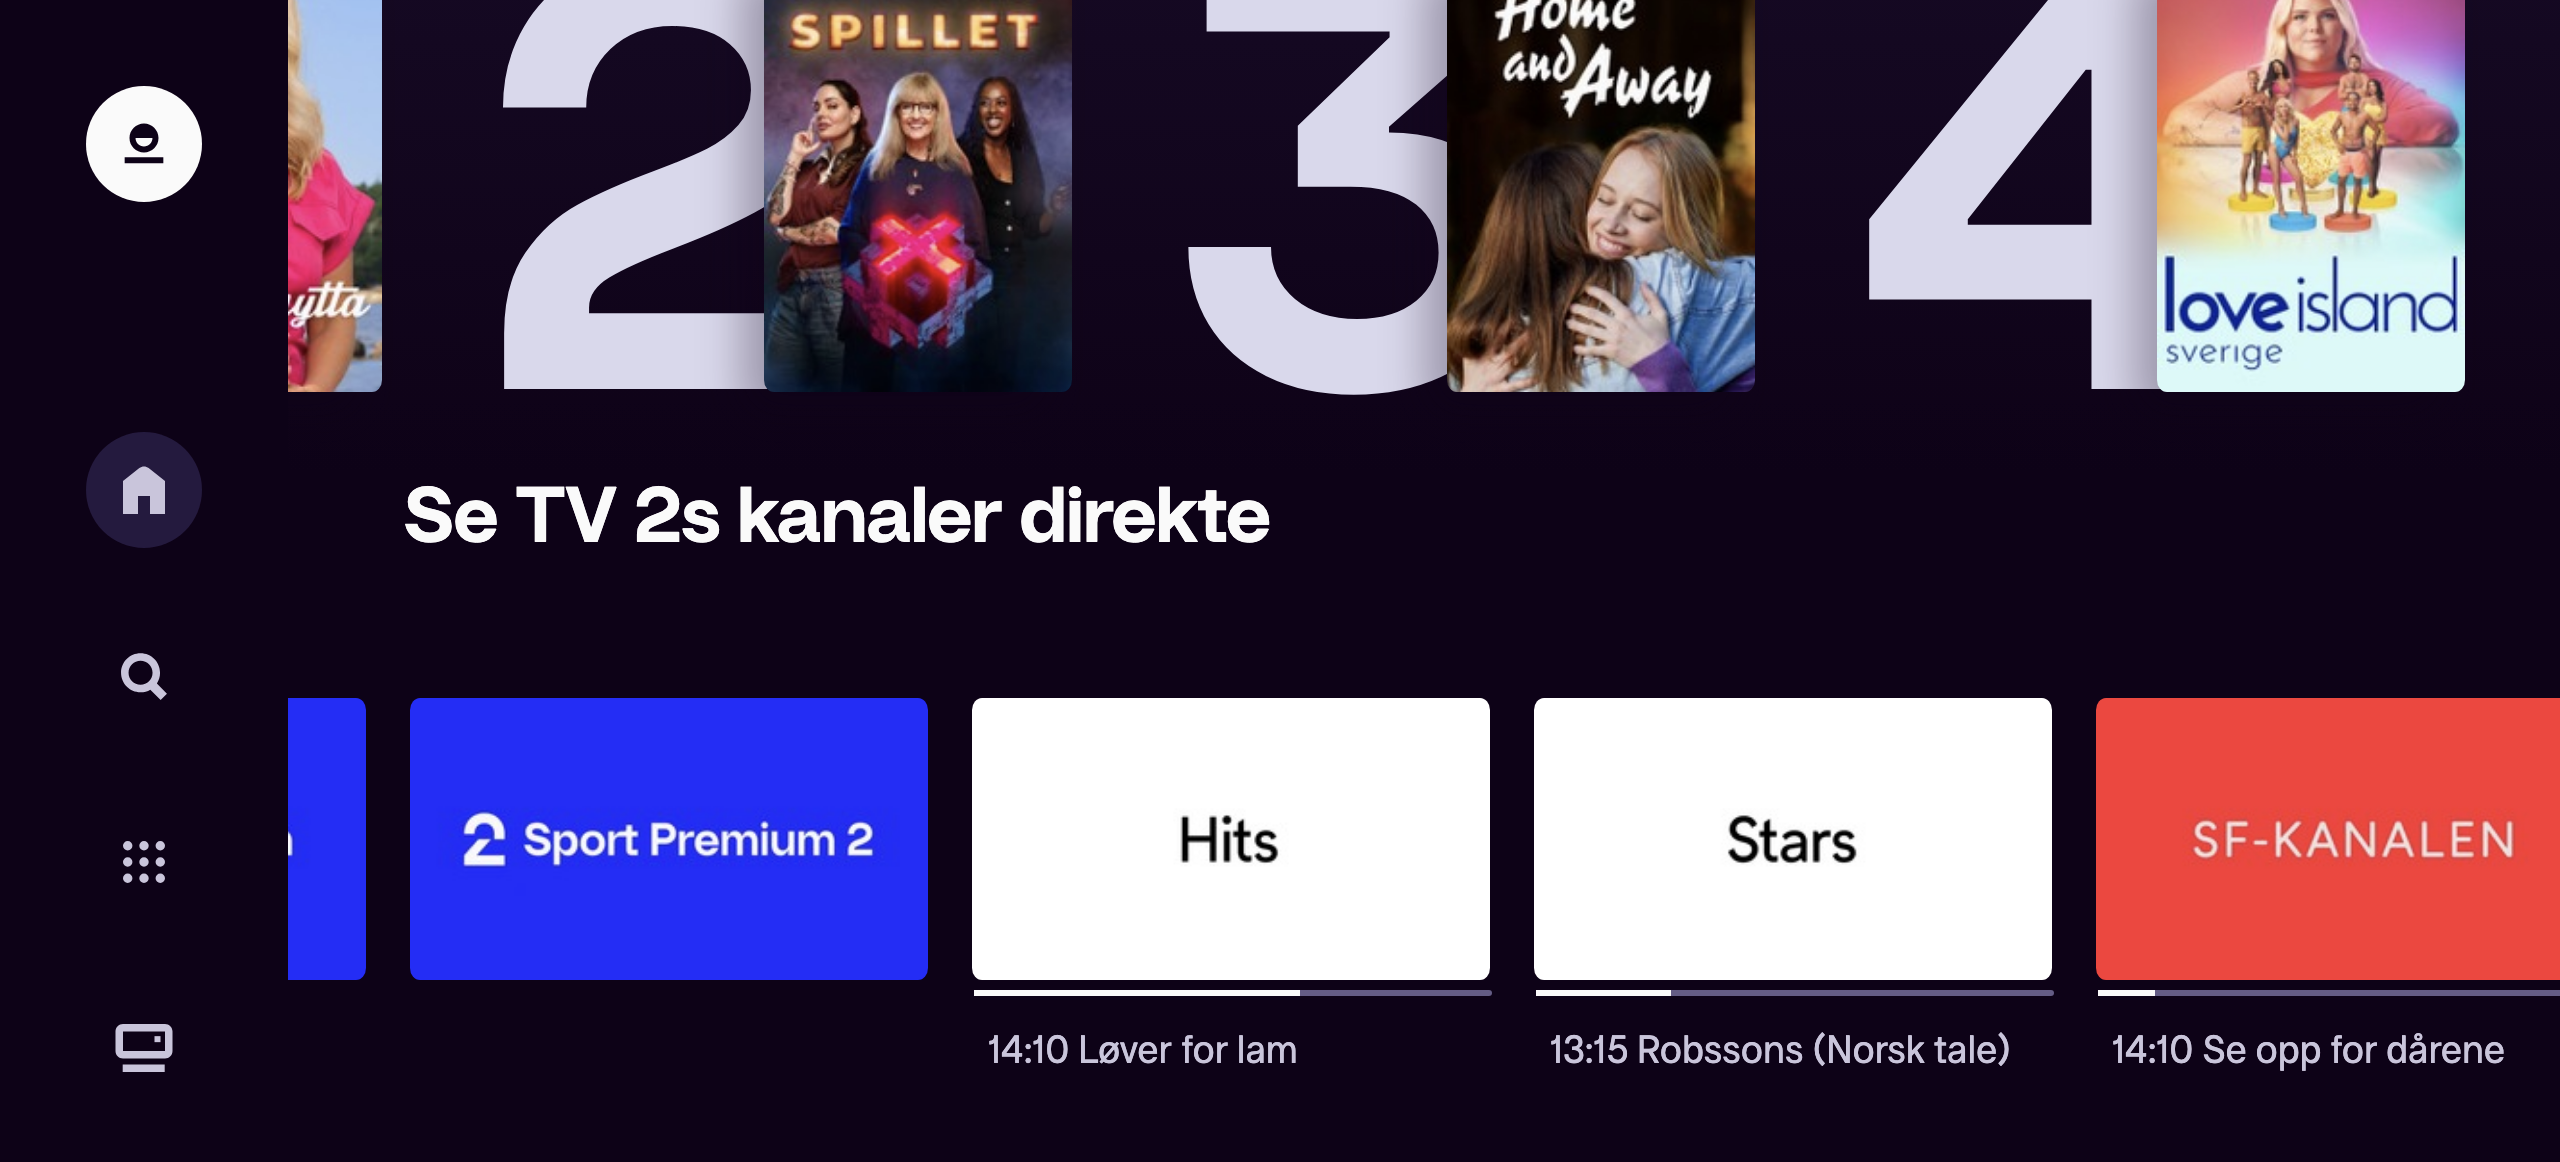 2
SPILLET
3
Home
and Away
4
love island
sverige
Se TV 2s kanaler direkte
2 Sport Premium 2
Hits
Stars
SF-KANALEN
14:10 Løver for lam
13:15 Robssons (Norsk tale)
14:10 Se opp for dårene